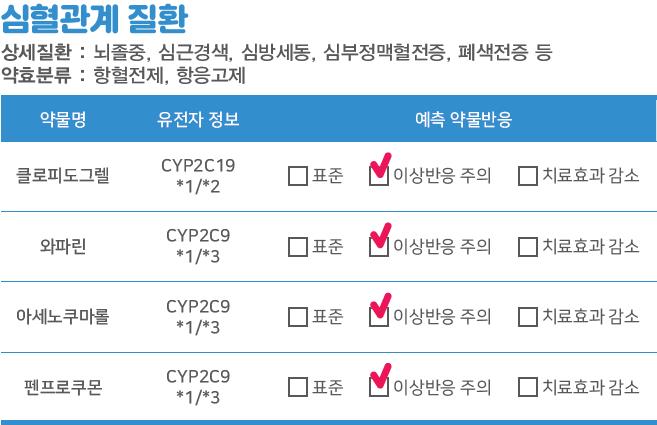 심혈관계 질환
상세질환 : 뇌졸중, 심근경색, 심방세동, 심부정맥혈전증, 폐색전증 등
약효분류 : 항혈전제, 항응고제
약물명 유전자 정보 예측 약물반응
클로피도그렐 CYP2C19 *1/*2 표준 이상반응 주의 치료효과 감소
와파린 CYP2C9 *1/*3 표준 이상반응 주의 치료효과 감소
아세노쿠마롤 CYP2C9 *1/*3 표준 이상반응 주의 치료효과 감소
펜프로쿠몬 CYP2C9 *1/*3 표준 이상반응 주의 치료효과 감소